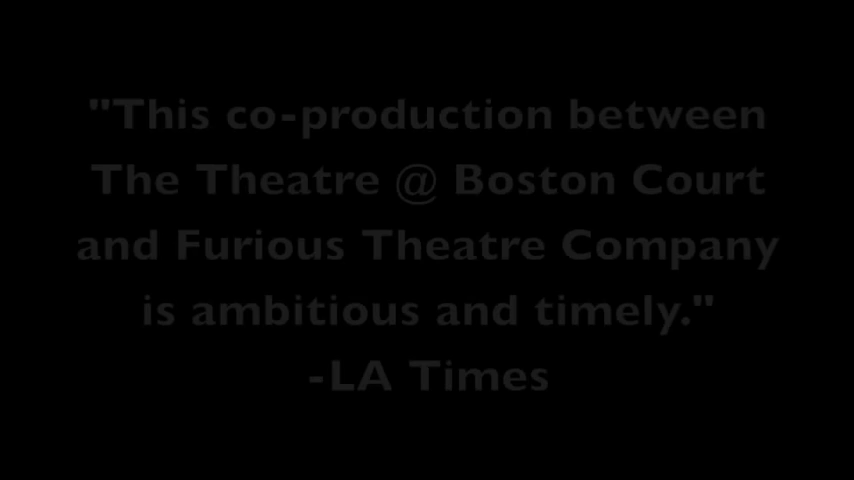 "This co-production between
The Theatre @ Boston Court
and Furious Theatre Company
is ambitious and timely."
-LA Times